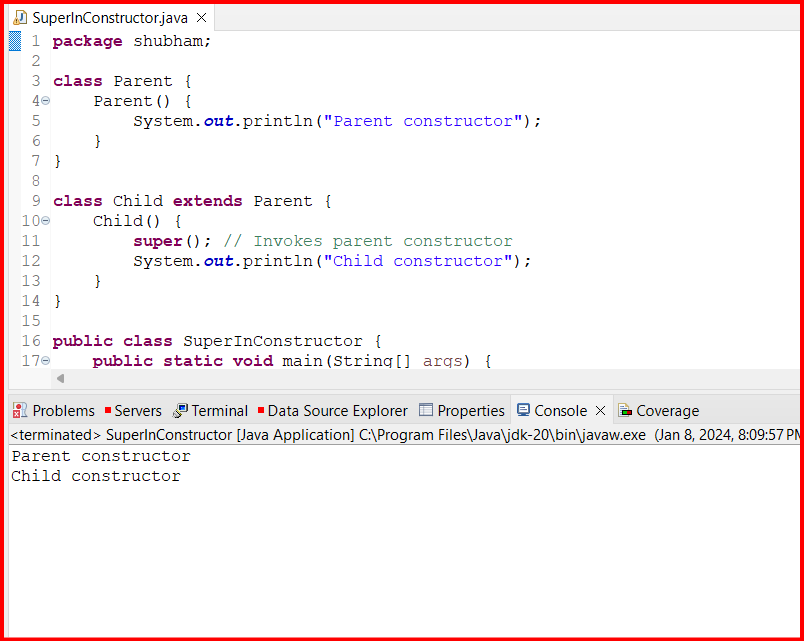 SuperInConstructor.java
1 package shubham;
2
3 class Parent {
4     Parent() {
5         System.out.println("Parent constructor");
6     }
7 }
8
9 class Child extends Parent {
10     Child() {
11         super(); // Invokes parent constructor
12         System.out.println("Child constructor");
13     }
14 }
15
16 public class SuperInConstructor {
17     public static void main(String[] args) {
Problems Servers Terminal Data Source Explorer Properties Console Coverage
<terminated> SuperInConstructor [Java Application] C:\Program Files\Java\jdk-20\bin\javaw.exe (Jan 8, 2024, 8:09:57 PM
Parent constructor
Child constructor